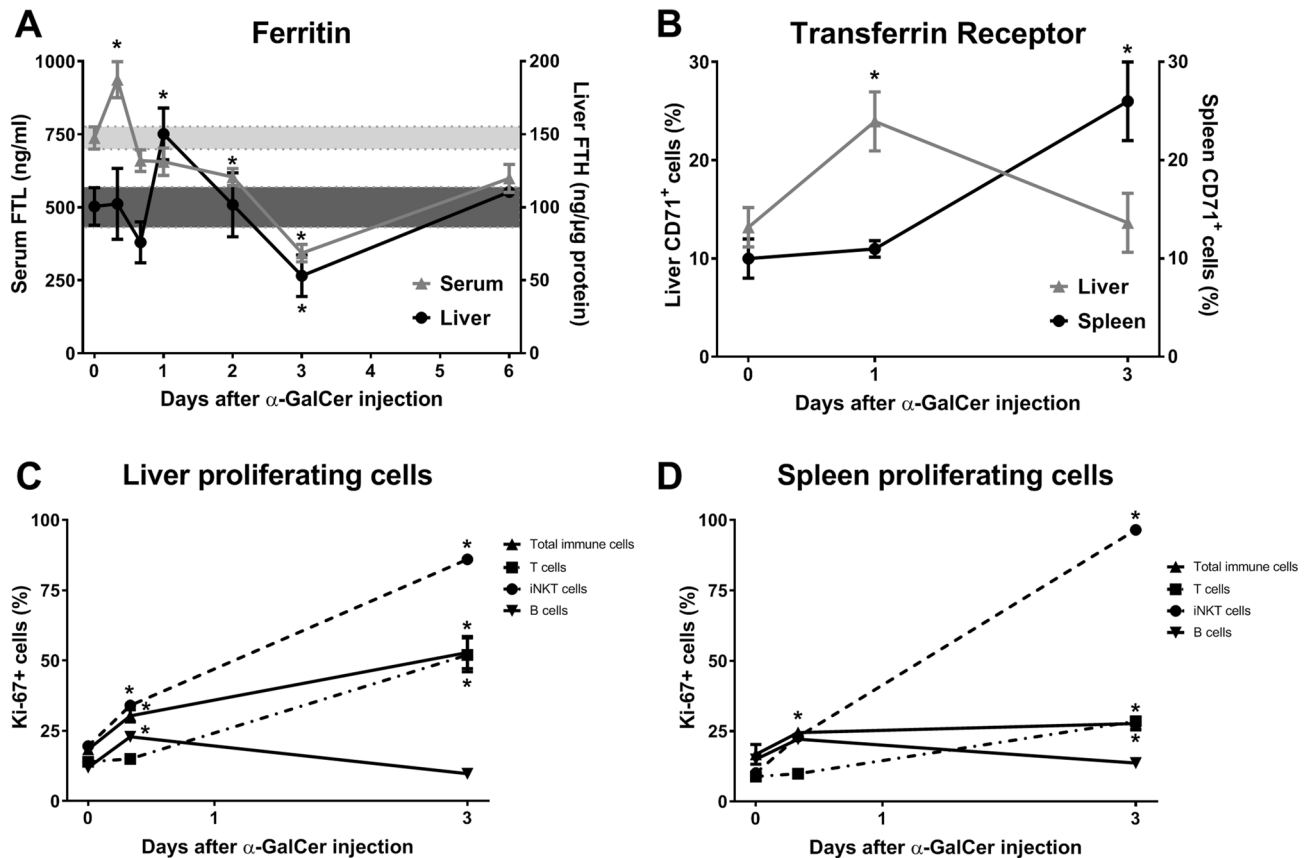 A
Ferritin
Serum FTL (ng/ml)
1000
750
500
250
0
200
150
100
50
0
Liver FTH (ng/µg protein)
*
*
*
*
*
Serum
Liver
0 1 2 3 4 5 6
Days after α-GalCer injection
B
Transferrin Receptor
Liver CD71+ cells (%)
30
20
10
0
30
20
10
0
Spleen CD71+ cells (%)
*
*
Liver
Spleen
0 1 3
Days after α-GalCer injection
C
Liver proliferating cells
Ki-67+ cells (%)
100
75
50
25
0
*
*
*
*
*
*
Total immune cells
T cells
iNKT cells
B cells
0 1 3
Days after α-GalCer injection
D
Spleen proliferating cells
Ki-67+ cells (%)
100
75
50
25
0
*
*
*
*
Total immune cells
T cells
iNKT cells
B cells
0 1 3
Days after α-GalCer injection